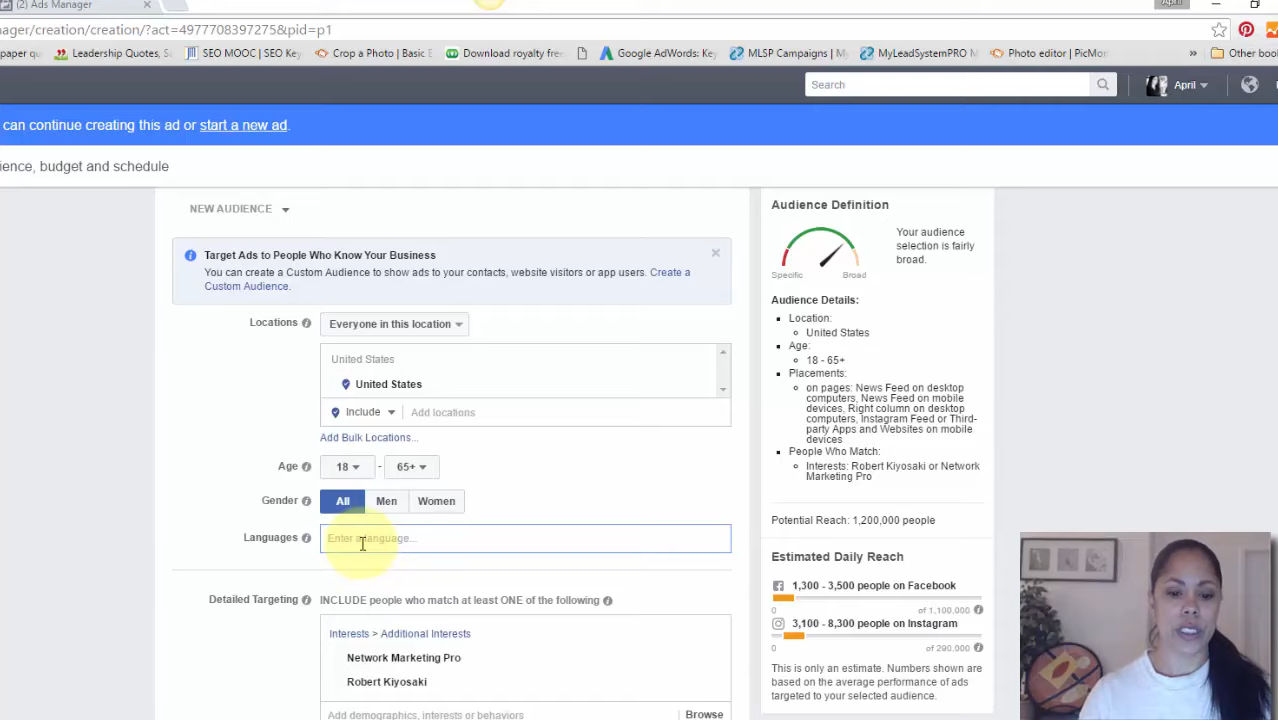 (2) Ads Manager
April
nager/creation/creation/?act=4977708397275&pid=p1
paper qu
Leadership Quotes, S
SEO MOOC | SEO Key
Crop a Photo | Basic E
Download royalty fre
Google AdWords: Key
MLSP Campaigns | My
MyLeadSystemPRO M
Photo editor | PicMon
»
Other boo
Search
April
can continue creating this ad or start a new ad.
ience, budget and schedule
NEW AUDIENCE
Target Ads to People Who Know Your Business
You can create a Custom Audience to show ads to your contacts, website visitors or app users. Create a
Custom Audience.
Locations
Everyone in this location
United States
United States
Include
Add locations
Add Bulk Locations...
Age
18
-
65+
Gender
All
Men
Women
Languages
Enter a language...
Detailed Targeting
INCLUDE people who match at least ONE of the following
Interests > Additional Interests
Network Marketing Pro
Robert Kiyosaki
Add demographics, interests or behaviors
Browse
Audience Definition
Specific
Broad
Your audience
selection is fairly
broad.
Audience Details:
Location:
United States
Age:
18 - 65+
Placements:
on pages: News Feed on desktop
computers, News Feed on mobile
devices, Right column on desktop
computers, Instagram Feed or Third-
party Apps and Websites on mobile
devices
People Who Match:
Interests: Robert Kiyosaki or Network
Marketing Pro
Potential Reach: 1,200,000 people
Estimated Daily Reach
1,300 - 3,500 people on Facebook
0
of 1,100,000
3,100 - 8,300 people on Instagram
0
of 290,000
This is only an estimate. Numbers shown are
based on the average performance of ads
targeted to your selected audience.